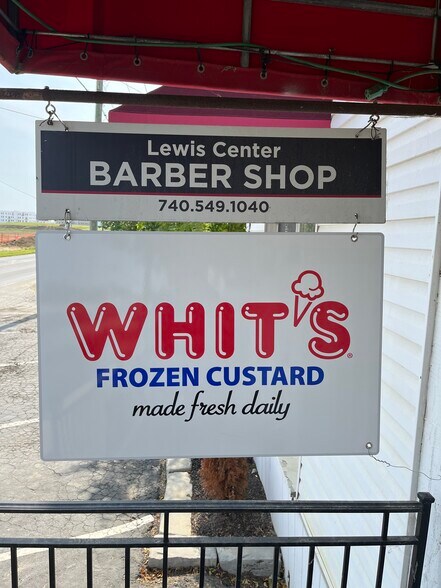 Lewis Center
BARBER SHOP
740.549.1040
WHIT'S®
FROZEN CUSTARD
made fresh daily